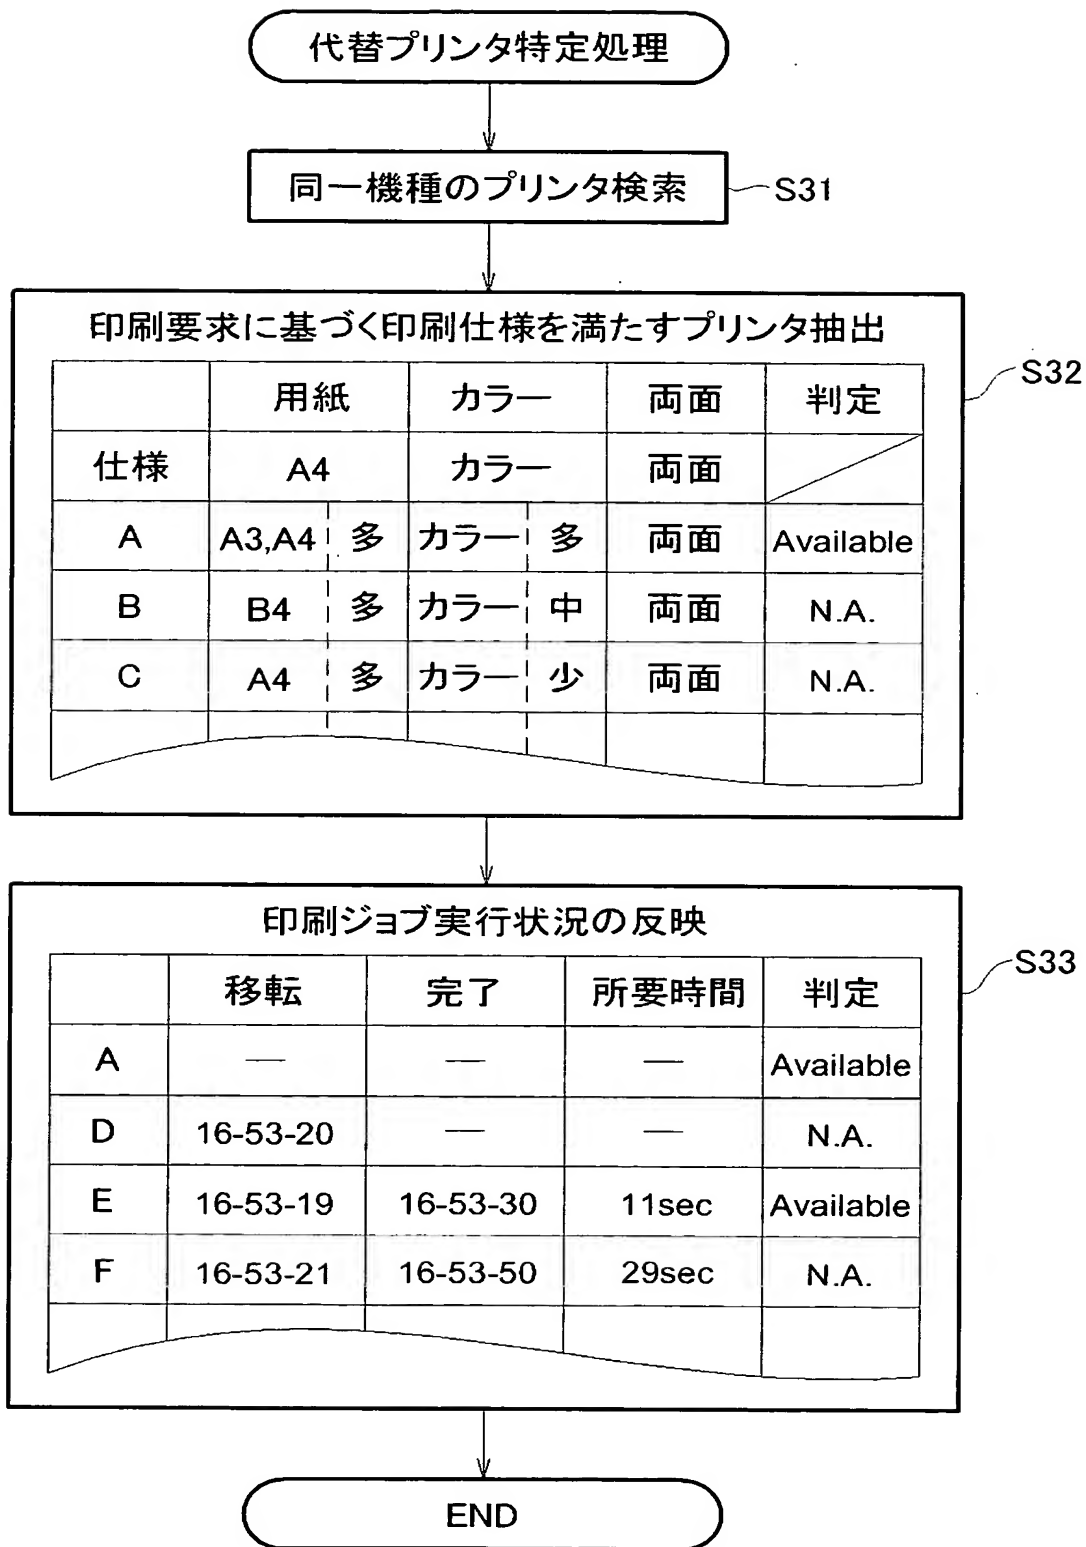 代替プリンタ特定処理
同一機種のプリンタ検索 S31
印刷要求に基づく印刷仕様を満たすプリンタ抽出
S32
用紙 カラー 両面 判定
仕様 A4 カラー 両面
A A3,A4 多 カラー 多 両面 Available
B B4 多 カラー 中 両面 N.A.
C A4 多 カラー 少 両面 N.A.
印刷ジョブ実行状況の反映
S33
移転 完了 所要時間 判定
A — — — Available
D 16-53-20 — — N.A.
E 16-53-19 16-53-30 11sec Available
F 16-53-21 16-53-50 29sec N.A.
END